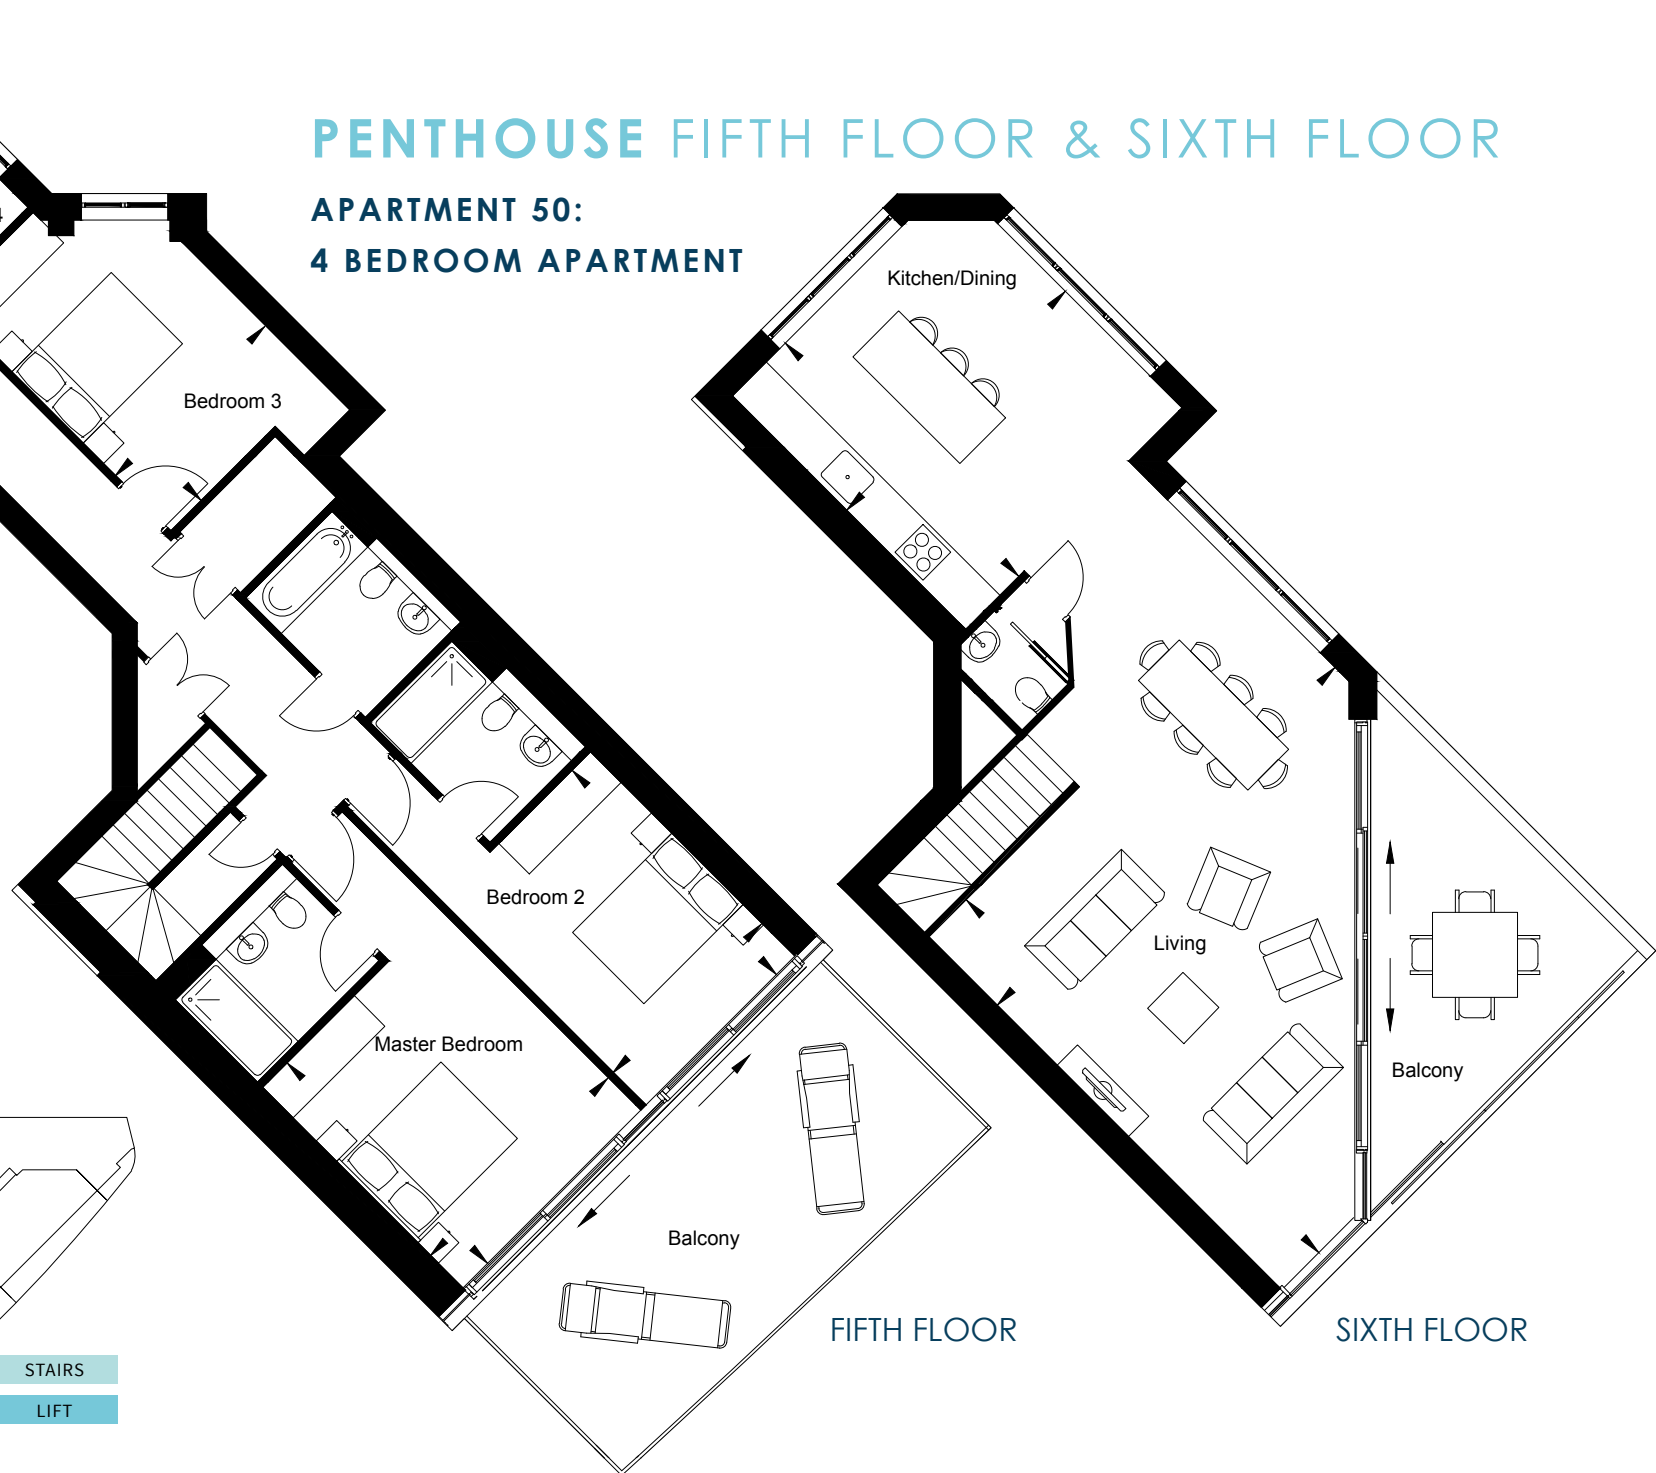 PENTHOUSE FIFTH FLOOR & SIXTH FLOOR
APARTMENT 50:
4 BEDROOM APARTMENT
Kitchen/Dining
Bedroom 3
Bedroom 2
Living
Master Bedroom
Balcony
Balcony
FIFTH FLOOR
SIXTH FLOOR
STAIRS
LIFT